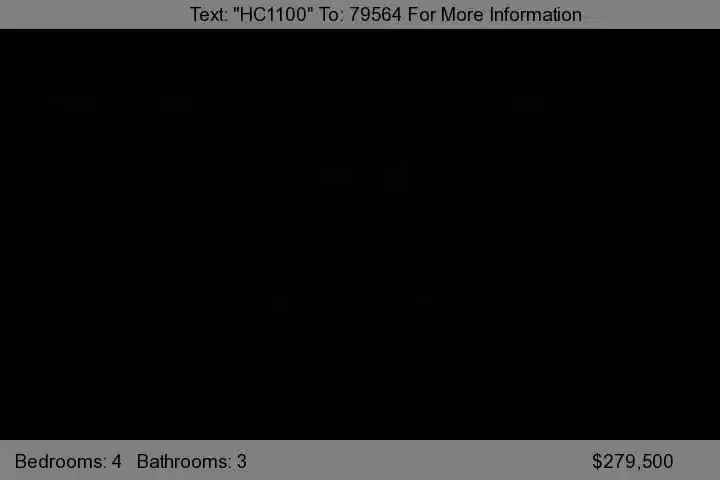 Text: "HC1100" To: 79564 For More Information
Bedrooms: 4 Bathrooms: 3 $279,500